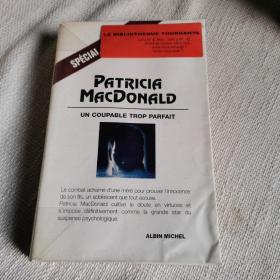 SPÉCIAL
LA BIBLIOTHEQUE TOURNANTE
PATRICIA
MACDONALD
UN COUPABLE TROP PARFAIT
Le combat acharné d'une mère pour prouver l'innocence
de son fils, un adolescent que tout accuse.
Patricia MacDonald cultive le doute en virtuose et
s'impose définitivement comme la grande star du
suspense psychologique.
ALBIN MICHEL